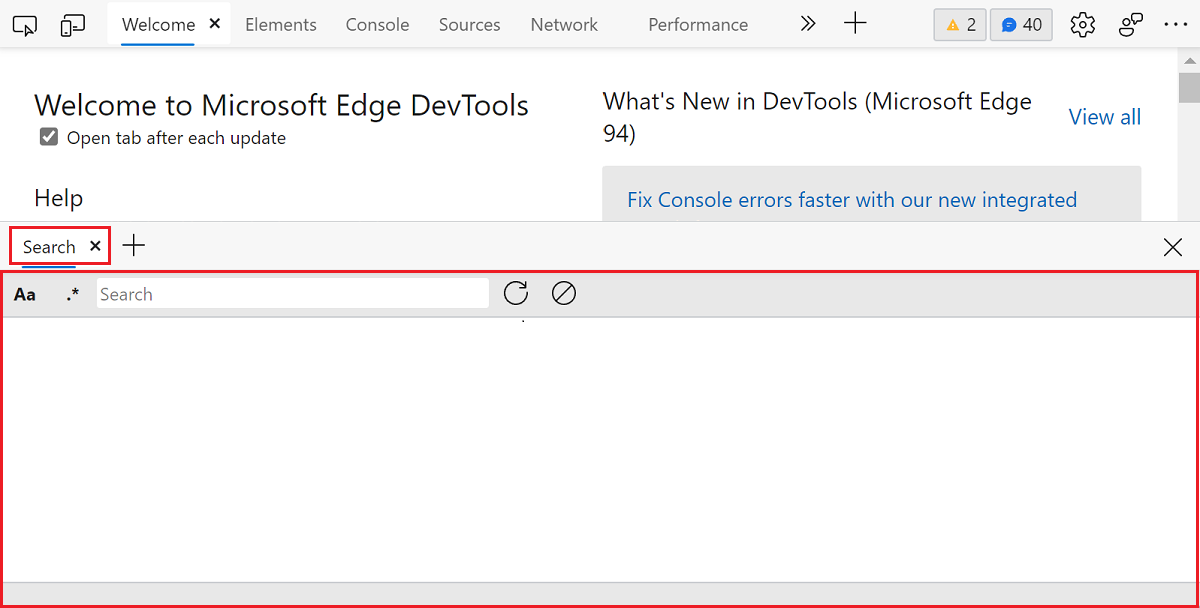 Welcome × Elements Console Sources Network Performance » + 2 40 ···
Welcome to Microsoft Edge DevTools
Open tab after each update
Help
What's New in DevTools (Microsoft Edge
94)
View all
Fix Console errors faster with our new integrated
Search × +
Aa .* Search